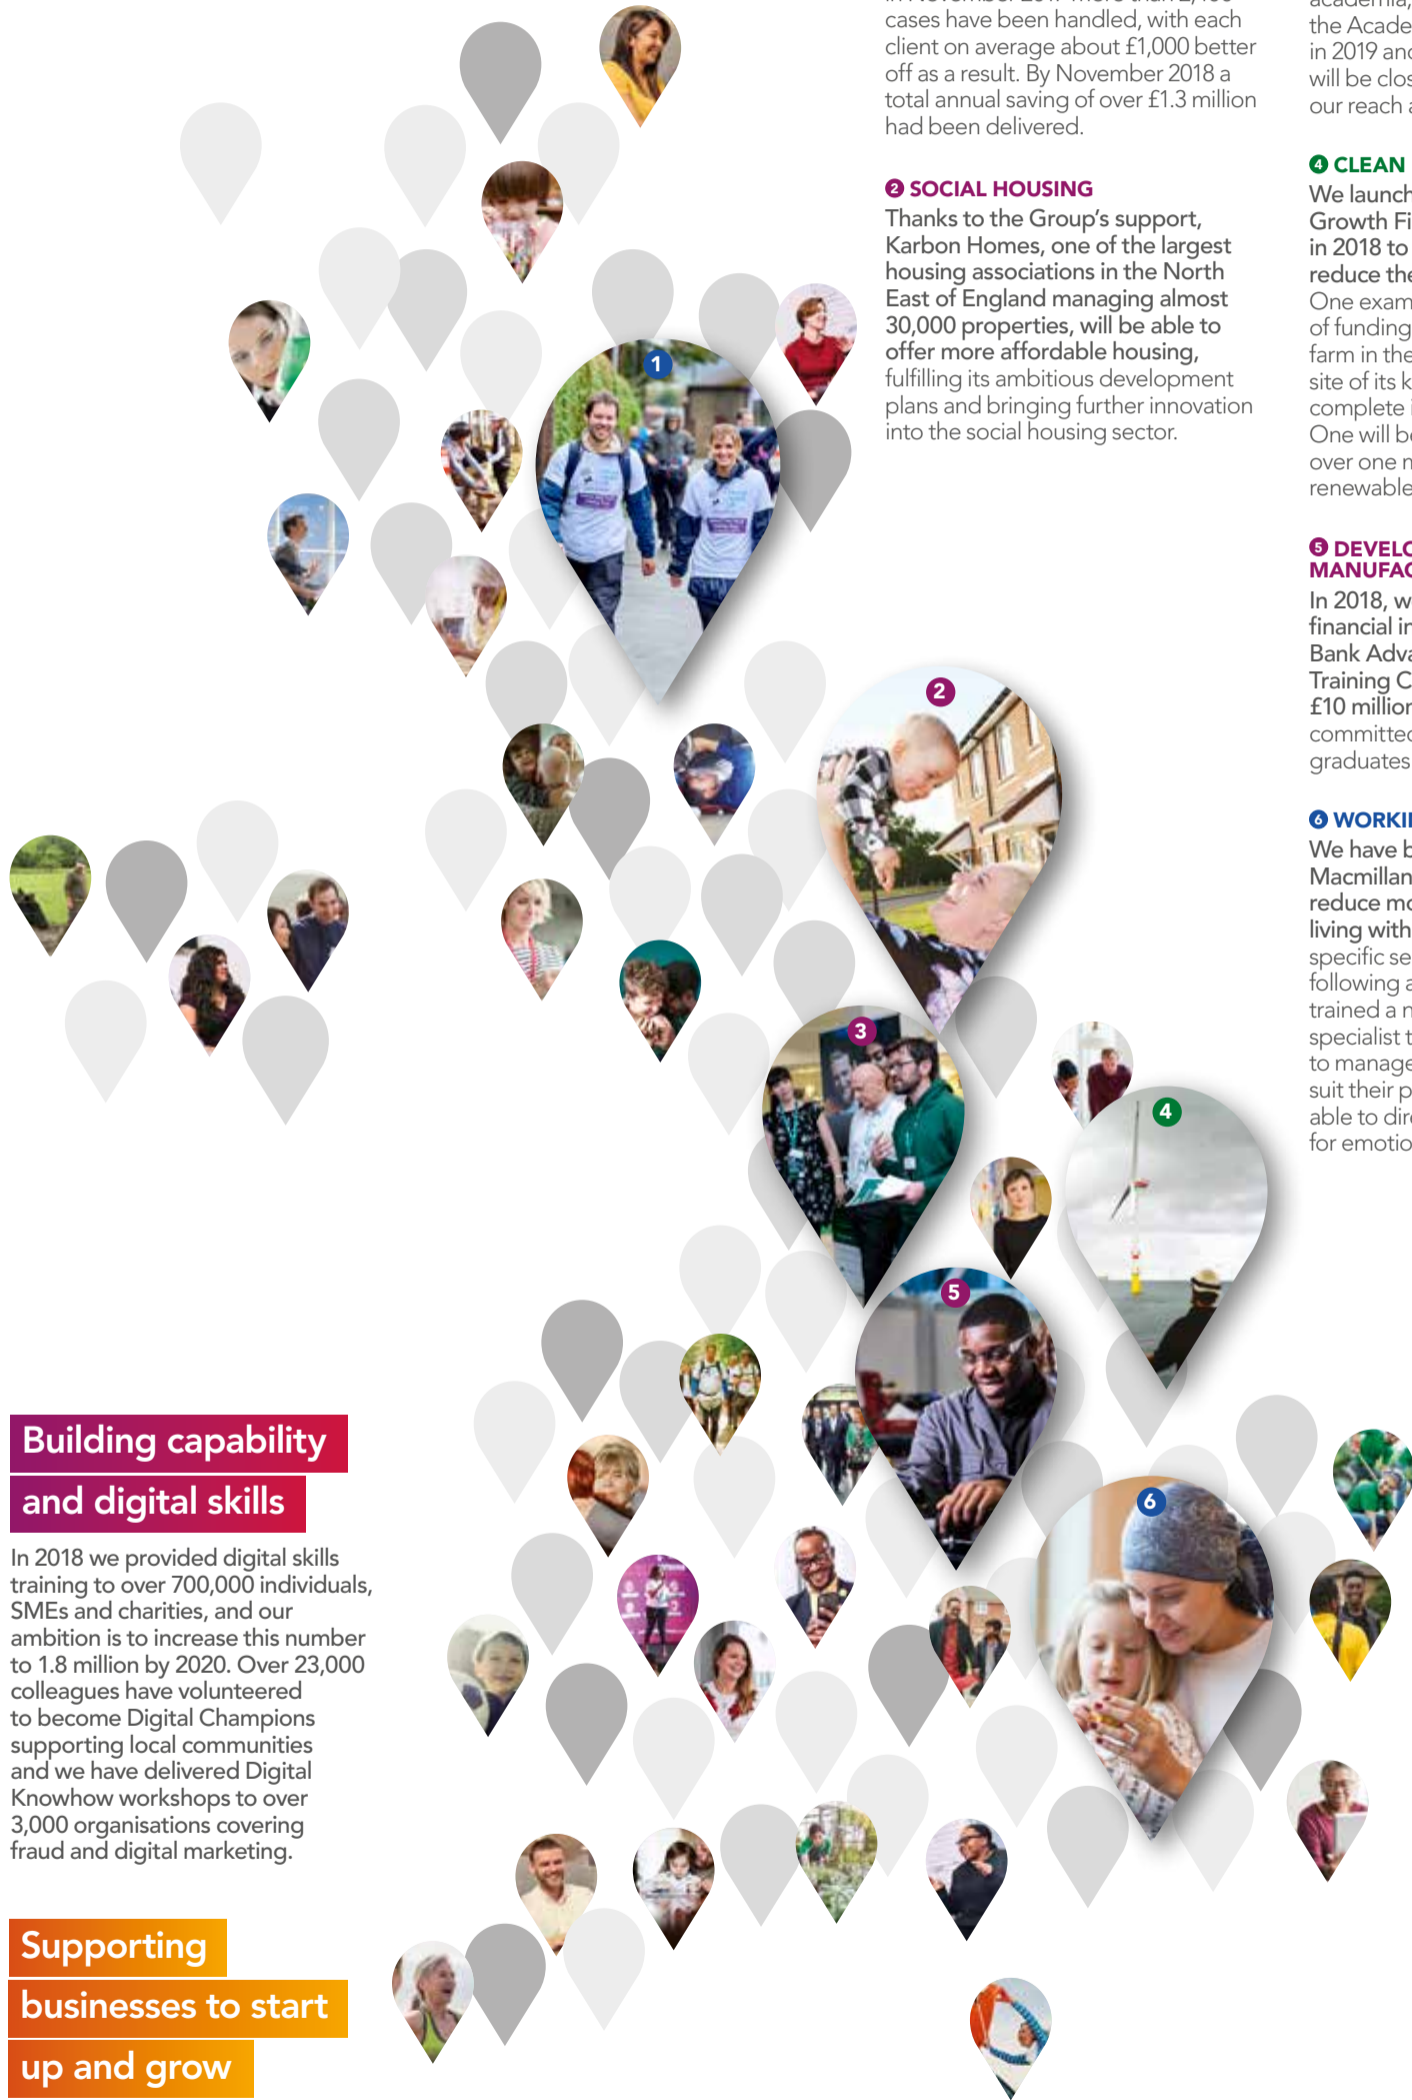 cases have been handled, with each
client on average about £1,000 better
off as a result. By November 2018 a
total annual saving of over £1.3 million
had been delivered.
2 SOCIAL HOUSING
Thanks to the Group's support,
Karbon Homes, one of the largest
housing associations in the North
East of England managing almost
30,000 properties, will be able to
offer more affordable housing,
fulfilling its ambitious development
plans and bringing further innovation
into the social housing sector.
the Acade
in 2019 and
will be clos
our reach a
4 CLEAN
We launch
Growth Fi
in 2018 to
reduce the
One exam
of funding
farm in the
site of its k
complete i
One will be
over one m
renewable
5 DEVELO
MANUFAC
In 2018, we
financial in
Bank Adva
Training C
£10 million
committed
graduates
6 WORKIN
We have b
Macmillan
reduce mo
living with
specific se
following a
trained a n
specialist t
to manage
suit their p
able to dire
for emotio
1
2
3
4
5
6
Building capability
and digital skills
In 2018 we provided digital skills
training to over 700,000 individuals,
SMEs and charities, and our
ambition is to increase this number
to 1.8 million by 2020. Over 23,000
colleagues have volunteered
to become Digital Champions
supporting local communities
and we have delivered Digital
Knowhow workshops to over
3,000 organisations covering
fraud and digital marketing.
Supporting
businesses to start
up and grow